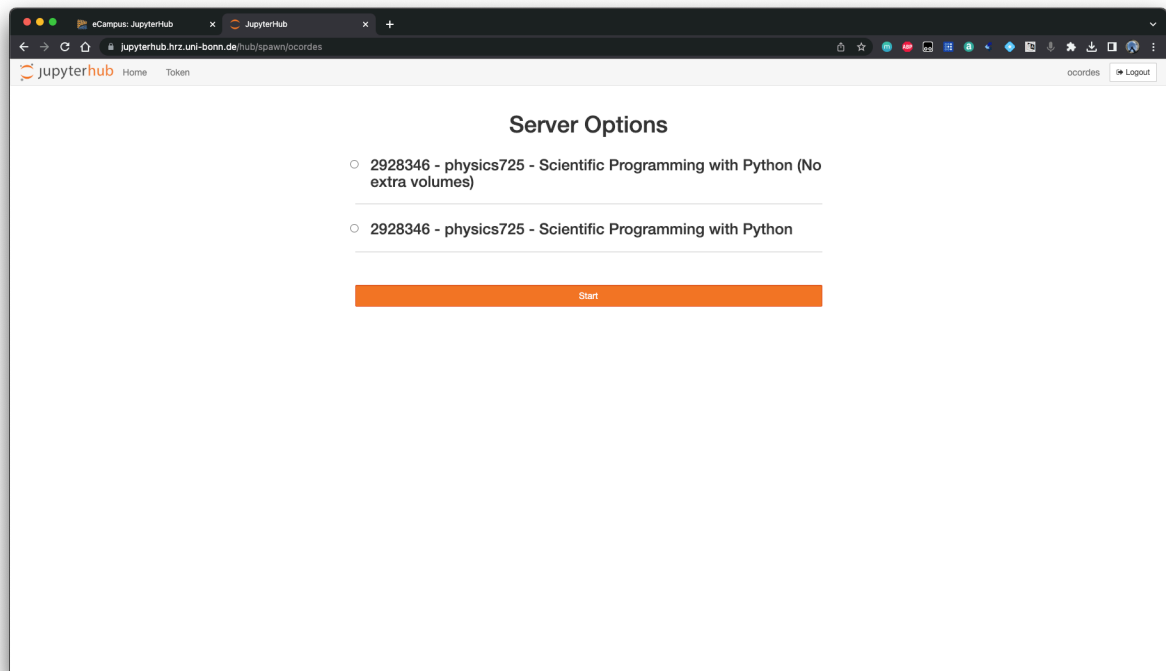 eCampus: JupyterHub
JupyterHub
jupyterhub.hrz.uni-bonn.de/hub/spawn/ocordes
jupyterhub Home Token ocordes Logout
Server Options
2928346 - physics725 - Scientific Programming with Python (No
extra volumes)
2928346 - physics725 - Scientific Programming with Python
Start